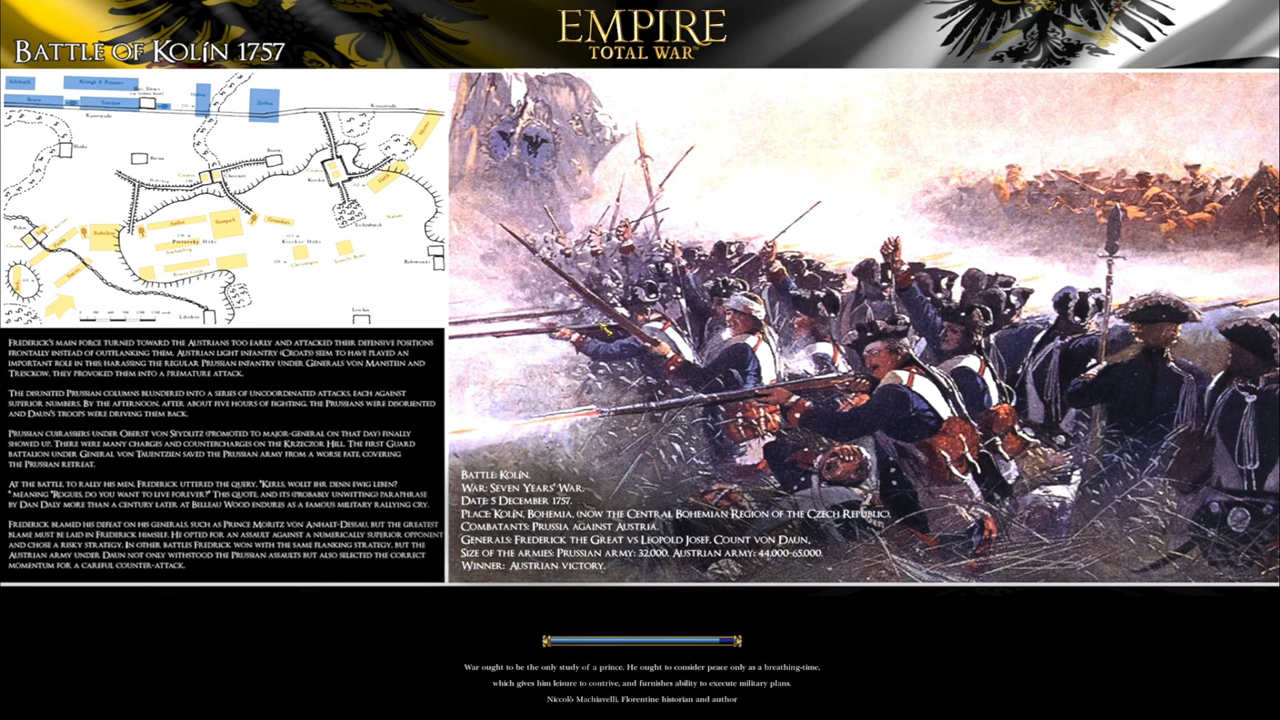 EMPIRE
TOTAL WAR™
BATTLE OF KOLÍN 1757
FREDERICK'S MAIN FORCE TURNED TOWARD THE AUSTRIANS TOO EARLY AND ATTACKED THEIR DEFENSIVE POSITIONS
FRONTALLY INSTEAD OF OUTFLANKING THEM. AUSTRIAN LIGHT INFANTRY (CROATS) SEEM TO HAVE PLAYED AN
IMPORTANT ROLE IN THIS; HARASSING THE REGULAR PRUSSIAN INFANTRY UNDER GENERALS VON MANSTEIN AND
TRESCKOW, THEY PROVOKED THEM INTO A PREMATURE ATTACK.
THE DISUNITED PRUSSIAN COLUMNS BLUNDERED INTO A SERIES OF UNCOORDINATED ATTACKS, EACH AGAINST
SUPERIOR NUMBERS. BY THE AFTERNOON, AFTER ABOUT FIVE HOURS OF FIGHTING, THE PRUSSIANS WERE DISORIENTED
AND DAUN'S TROOPS WERE DRIVING THEM BACK.
PRUSSIAN CUIRASSIERS UNDER OBERST VON SEYDLITZ (PROMOTED TO MAJOR-GENERAL ON THAT DAY) FINALLY
SHOWED UP. THERE WERE MANY CHARGES AND COUNTERCHARGES ON THE KRZECZOR HILL. THE FIRST GUARD
BATTALION UNDER GENERAL VON TAUENTZIEN SAVED THE PRUSSIAN ARMY FROM A WORSE FATE, COVERING
THE PRUSSIAN RETREAT.
AT THE BATTLE, TO RALLY HIS MEN, FREDERICK UTTERED THE QUERY, "KERLS, WOLLT IHR DENN EWIG LEBEN?
" MEANING "ROGUES, DO YOU WANT TO LIVE FOREVER?" THIS QUOTE, AND ITS (PROBABLY UNWITTING) PARAPHRASE
BY DAN DALY MORE THAN A CENTURY LATER AT BELLEAU WOOD ENDURES AS A FAMOUS MILITARY RALLYING CRY.
FREDERICK BLAMED HIS DEFEAT ON HIS GENERALS, SUCH AS PRINCE MORITZ VON ANHALT-DESSAU, BUT THE GREATEST
BLAME MUST BE LAID IN FREDERICK HIMSELF. HE OPTED FOR AN ASSAULT AGAINST A NUMERICALLY SUPERIOR OPPONENT
AND CHOSE A RISKY STRATEGY. IN OTHER BATTLES FREDRICK WON WITH THE SAME FLANKING STRATEGY, BUT THE
AUSTRIAN ARMY UNDER DAUN NOT ONLY WITHSTOOD THE PRUSSIAN ASSAULTS BUT ALSO SELECTED THE CORRECT
MOMENTUM FOR A CAREFUL COUNTER-ATTACK.
BATTLE: KOLÍN.
WAR: SEVEN YEARS' WAR.
DATE: 5 DECEMBER 1757.
PLACE: KOLÍN, BOHEMIA, (NOW THE CENTRAL BOHEMIAN REGION OF THE CZECH REPUBLIC).
COMBATANTS: PRUSSIA AGAINST AUSTRIA.
GENERALS: FREDERICK THE GREAT VS LEOPOLD JOSEF, COUNT VON DAUN,
SIZE OF THE ARMIES: PRUSSIAN ARMY: 32,000. AUSTRIAN ARMY: 44,000-65,000.
WINNER: AUSTRIAN VICTORY.
War ought to be the only study of a prince. He ought to consider peace only as a breathing-time,
which gives him leisure to contrive, and furnishes ability to execute military plans.
Niccolò Machiavelli, Florentine historian and author